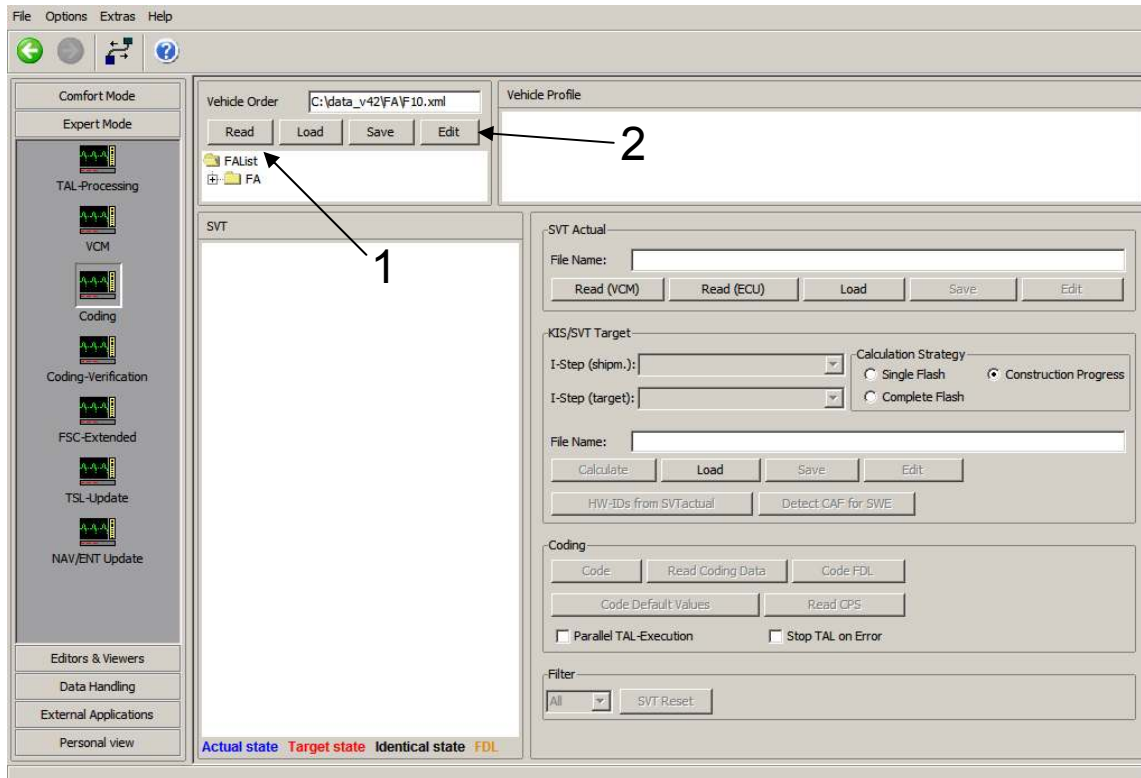 File Options Extras Help
Comfort Mode
Expert Mode
TAL-Processing
VCM
Coding
Coding-Verification
FSC-Extended
TSL-Update
NAV/ENT Update
Editors & Viewers
Data Handling
External Applications
Personal view
Vehicle Order C:\data_v42\FA\F10.xml
Read Load Save Edit
2
FAList
FA
1
Vehicle Profile
SVT
Actual state Target state Identical state FDL
SVT Actual
File Name:
Read (VCM) Read (ECU) Load Save Edit
KIS/SVT Target
I-Step (shipm.):
I-Step (target):
Calculation Strategy
Single Flash Construction Progress
Complete Flash
File Name:
Calculate Load Save Edit
HW-IDs from SVTactual Detect CAF for SWE
Coding
Code Read Coding Data Code FDL
Code Default Values Read CPS
Parallel TAL-Execution Stop TAL on Error
Filter
All SVT Reset